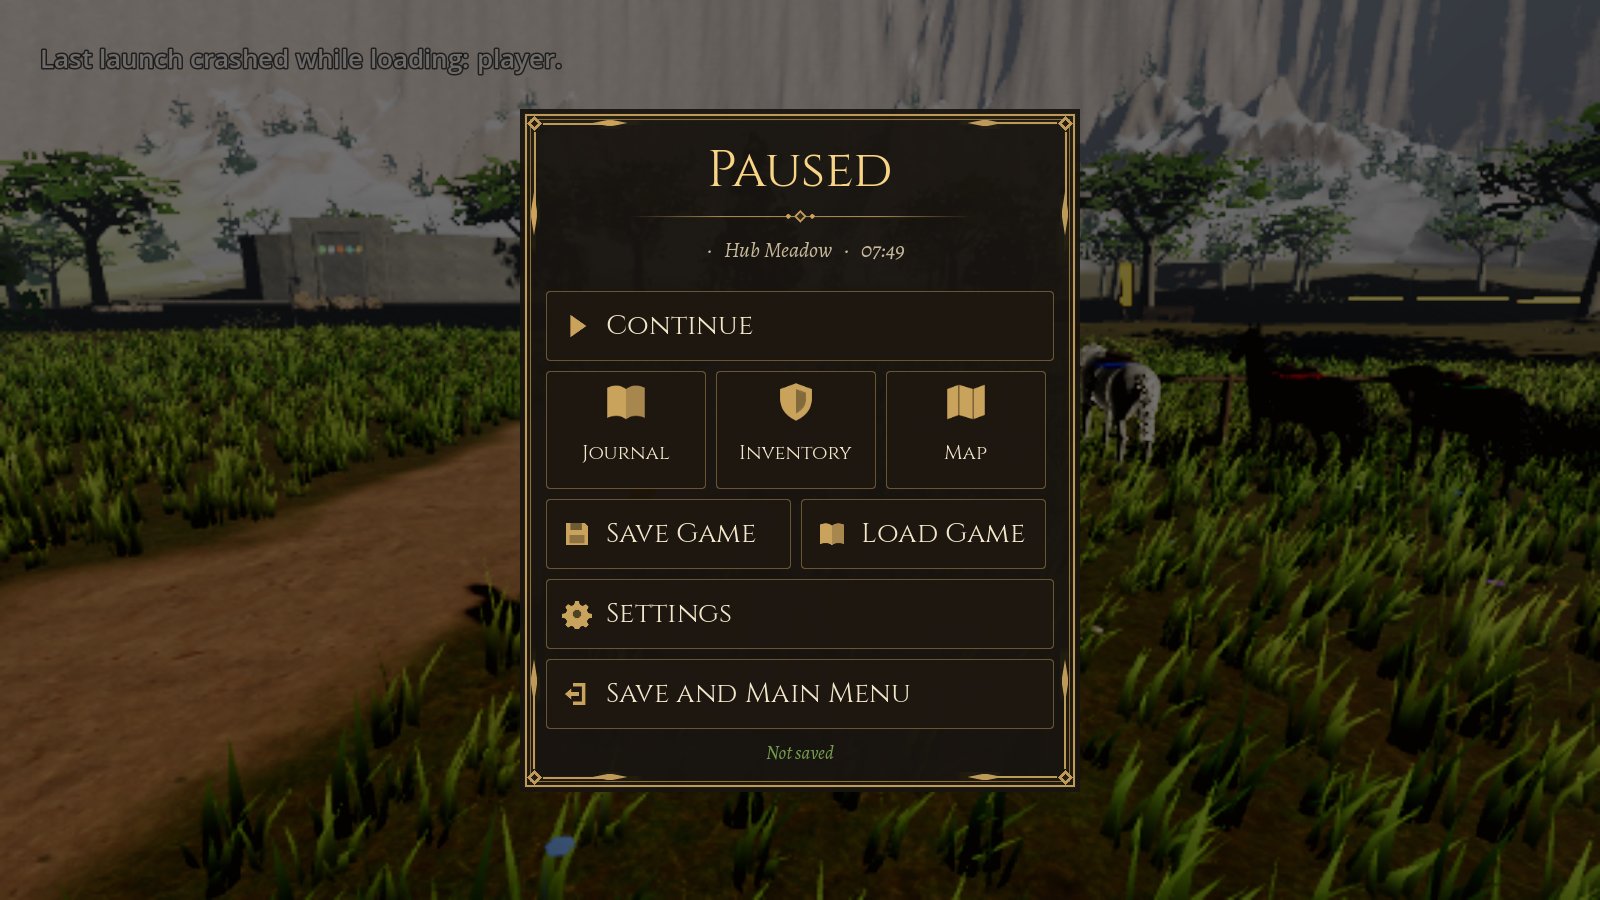 Last launch crashed while loading: player.
Paused
· Hub Meadow · 07:49
Continue
Journal Inventory Map
Save Game Load Game
Settings
Save and Main Menu
Not saved